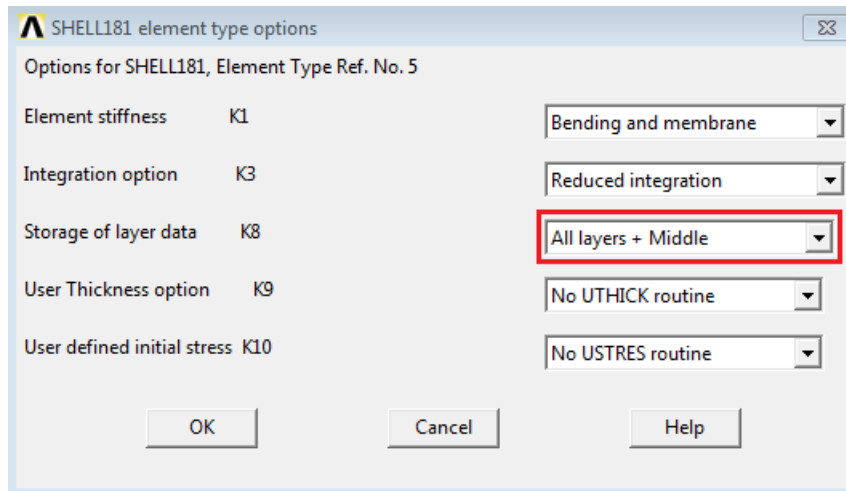 SHELL181 element type options
Options for SHELL181, Element Type Ref. No. 5
Element stiffness K1 Bending and membrane
Integration option K3 Reduced integration
Storage of layer data K8 All layers + Middle
User Thickness option K9 No UTHICK routine
User defined initial stress K10 No USTRES routine
OK Cancel Help